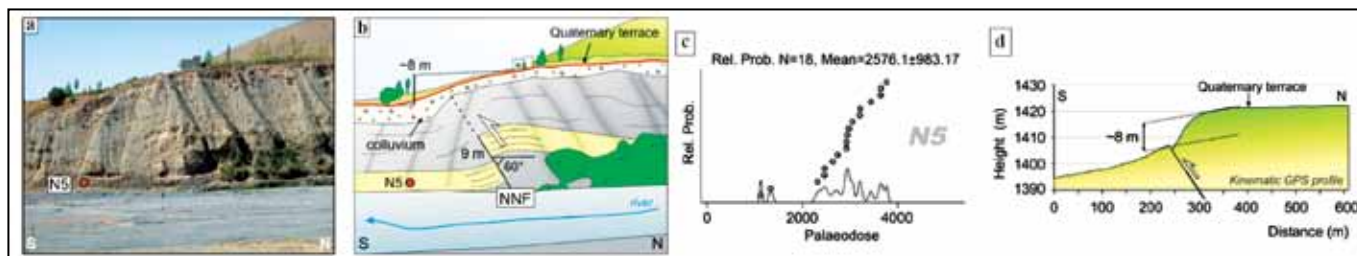 a
N5
S N
b
Quaternary terrace
~8 m
colluvium
9 m
60°
N5
NNF
river
S N
c
Rel. Prob. N=18, Mean=2576.1±983.17
Rel. Prob.
N5
0 2000 4000
Palaeodose
d
S N
Quaternary terrace
1430
1420
1410
1400
1390
Height (m)
~8 m
Kinematic GPS profile
0 100 200 300 400 500 600
Distance (m)